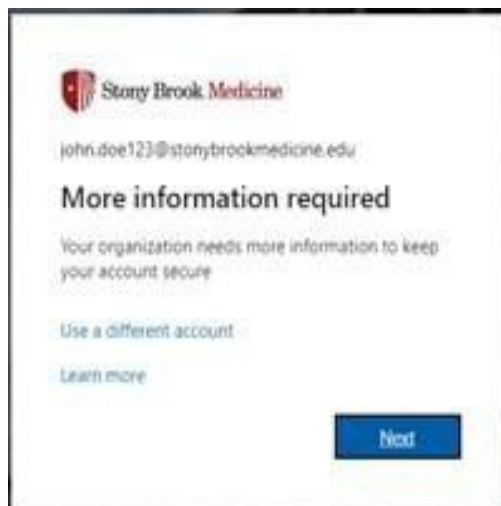 Stony Brook Medicine
john.doe123@stonybrookmedicine.edu
More information required
Your organization needs more information to keep
your account secure
Use a different account
Learn more
Next